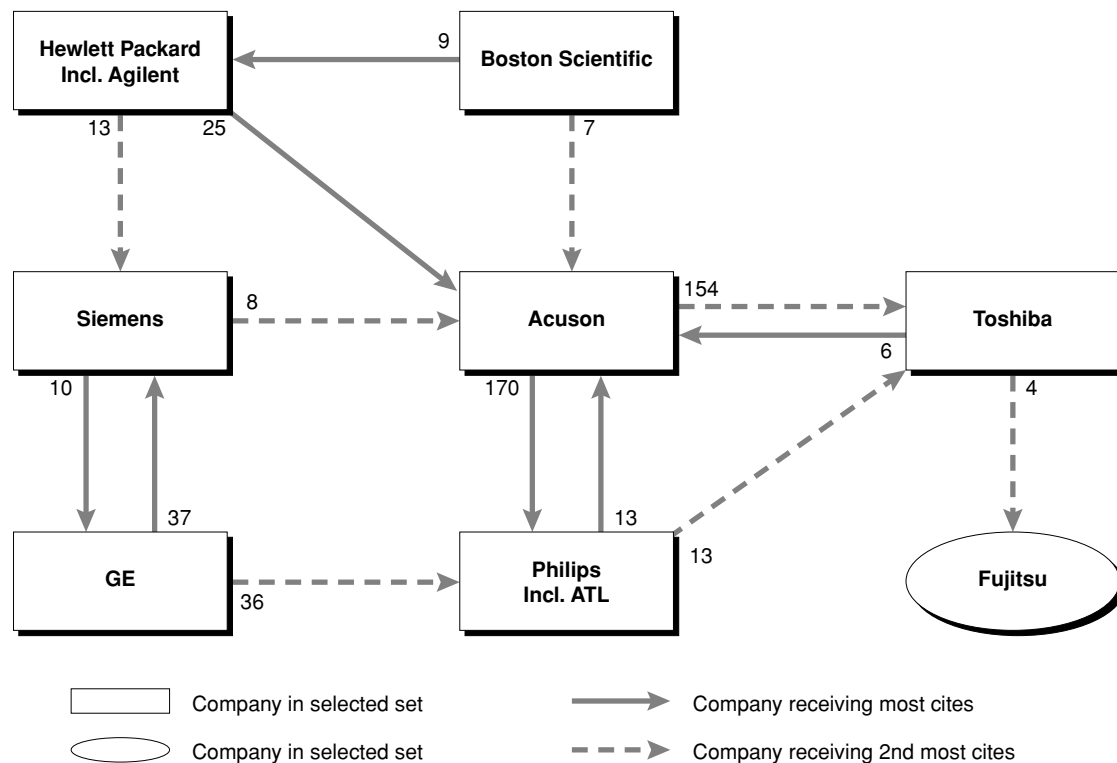 Hewlett Packard
Incl. Agilent
9
Boston Scientific
13
25
7
Siemens
8
Acuson
154
Toshiba
6
10
170
4
37
13
GE
36
Philips
Incl. ATL
13
Fujitsu
Company in selected set
Company receiving most cites
Company in selected set
Company receiving 2nd most cites